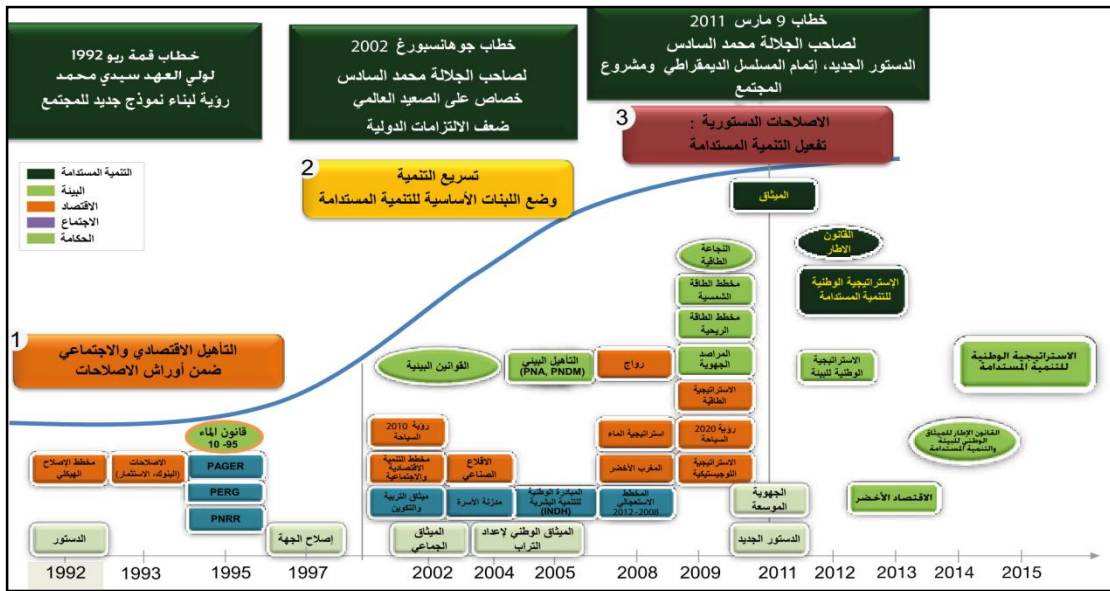 خطاب قمة ريو 1992
لولي العهد سيدي محمد
رؤية لبناء نموذج جديد للمجتمع
خطاب جوهانسبورغ 2002
لصاحب الجلالة محمد السادس
خصاص على الصعيد العالمي
ضعف الالتزامات الدولية
خطاب 9 مارس 2011
لصاحب الجلالة محمد السادس
الدستور الجديد، إتمام المسلسل الديمقراطي ومشروع
المجتمع
3
الاصلاحات الدستورية :
تفعيل التنمية المستدامة
2
تسريع التنمية
وضع اللبنات الأساسية للتنمية المستدامة
1
التأهيل الاقتصادي والاجتماعي
ضمن أوراش الاصلاحات
التنمية المستدامة
البيئة
الاقتصاد
الاجتماع
الحكامة
الميثاق
القانون
الاطار
الاستراتيجية الوطنية
للتنمية المستدامة
النجاعة
الطاقية
مخطط الطاقة
الشمسية
مخطط الطاقة
الريحية
المراصد
الجهوية
الاستراتيجية
الطاقية
رؤية 2020
السياحة
الاستراتيجية
اللوجيستيكية
القوانين البيئية
التأهيل البيئي
(PNA, PNDM)
رواج
الاستراتيجية
الوطنية للبيئة
الاستراتيجية الوطنية
للتنمية المستدامة
قانون الماء
10 -95
PAGER
PERG
PNRR
مخطط الإصلاح
الهيكلي
الاصلاحات
(البنوك، الاستثمار)
رؤية 2010
السياحة
مخطط التنمية
الاقتصادية
والاجتماعية
ميثاق التربية
والتكوين
الاقلاع
الصناعي
مدونة الأسرة
المبادرة الوطنية
للتنمية البشرية
(INDH)
استراتيجية الماء
المغرب الأخضر
المخطط
الاستعجالي
2008-2012
القانون الإطار للميثاق
الوطني للبيئة
والتنمية المستدامة
الاقتصاد الأخضر
الجهوية
الموسعة
الدستور الجديد
الدستور
إصلاح الجهة
الميثاق
الجماعي
الميثاق الوطني لإعداد
التراب
1992 1993 1995 1997 2002 2004 2005 2008 2009 2011 2012 2013 2014 2015